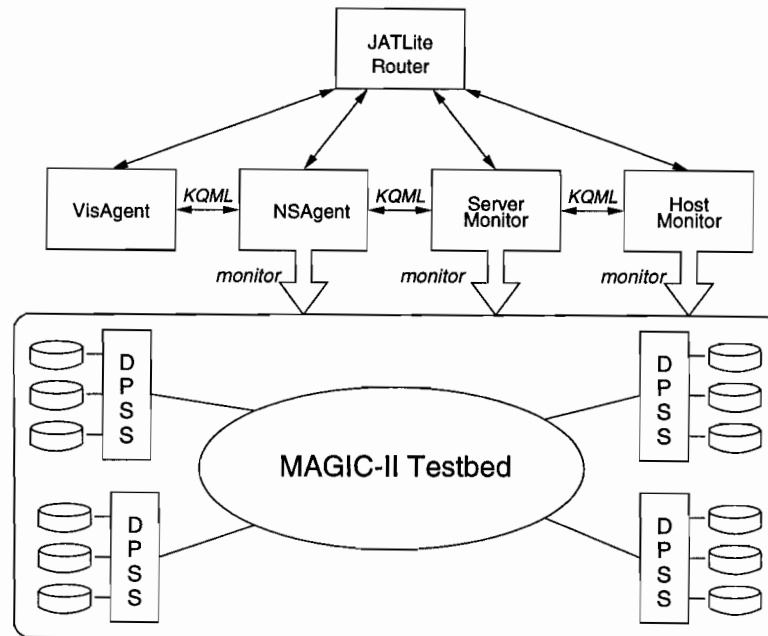 JATLite
Router
VisAgent
KQML
NSAgent
KQML
Server
Monitor
KQML
Host
Monitor
monitor
monitor
monitor
D
P
S
S
D
P
S
S
MAGIC-II Testbed
D
P
S
S
D
P
S
S